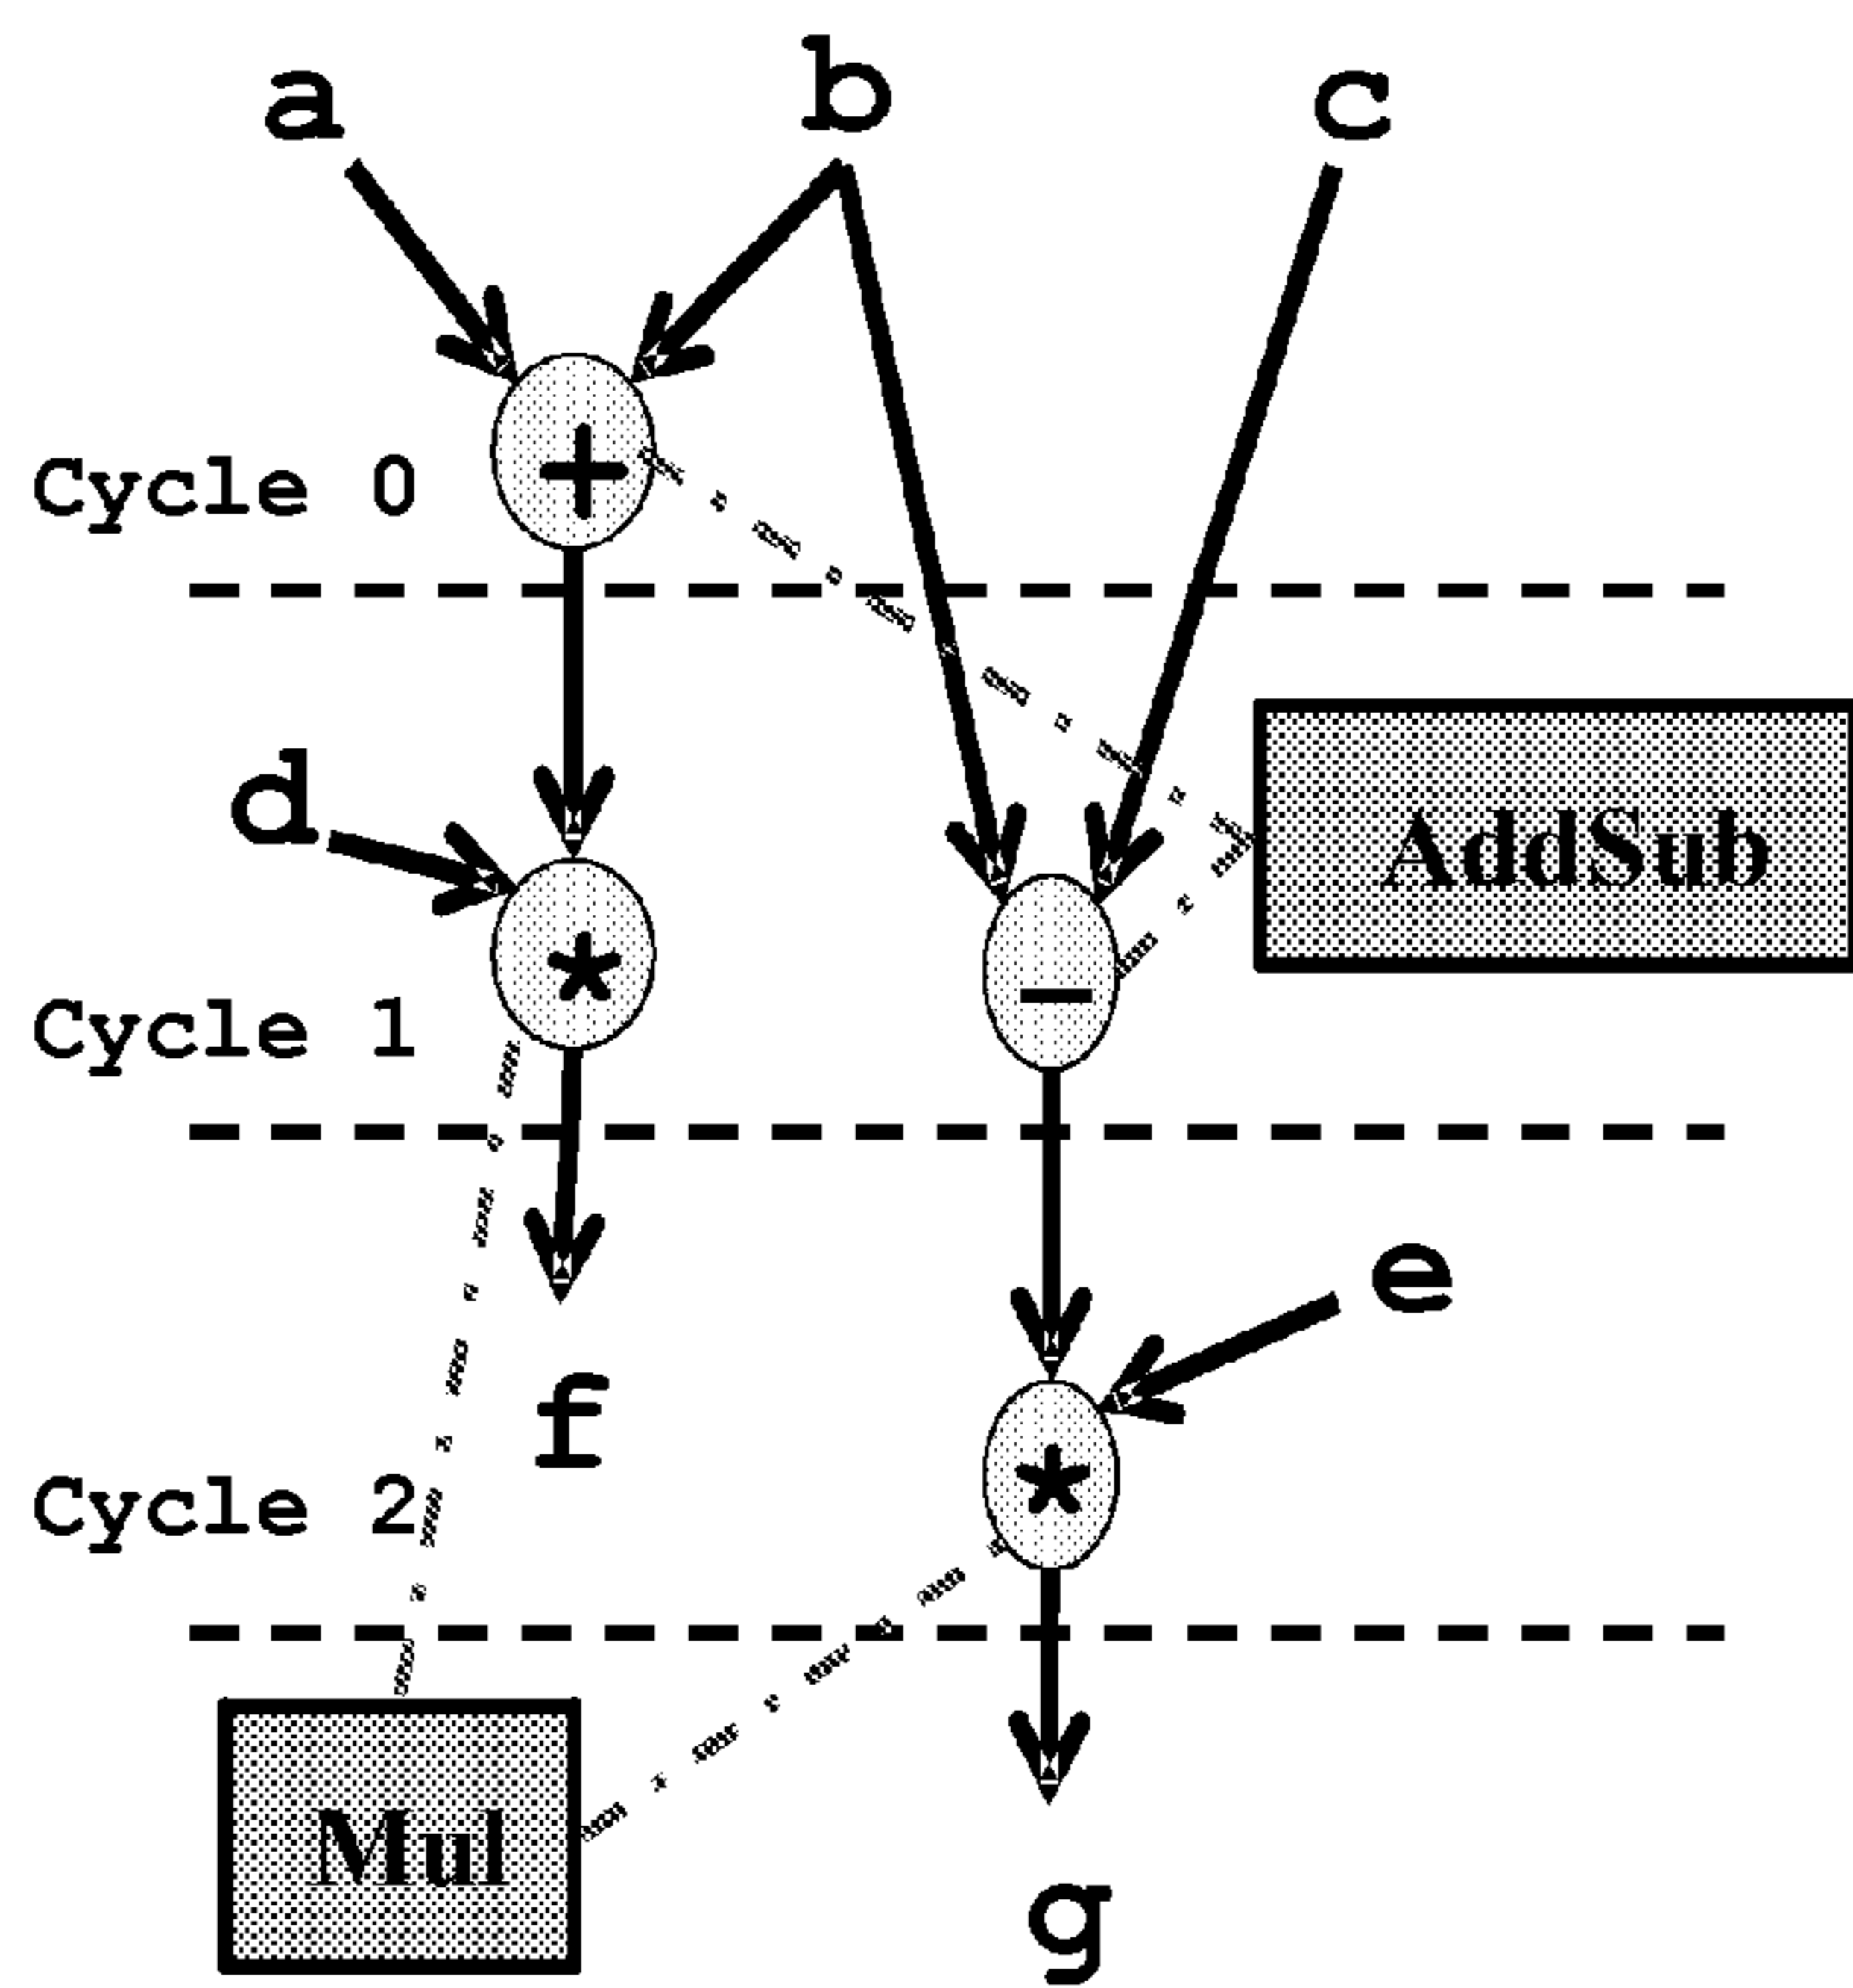 a b c
+
Cycle 0
d
AddSub
* −
Cycle 1
e
f
*
Cycle 2
Mul
g